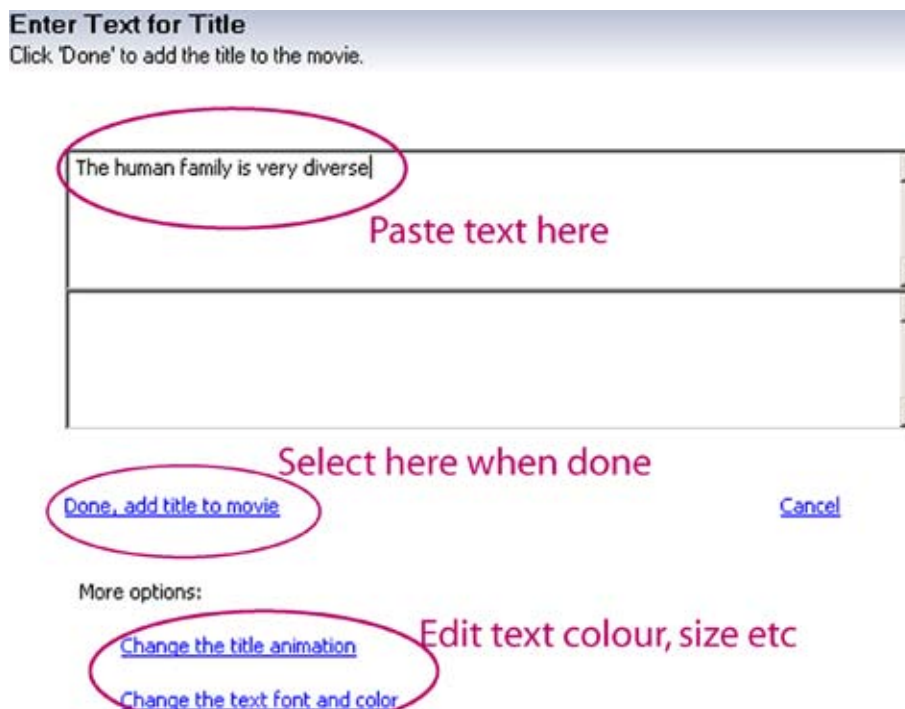 Enter Text for Title
Click 'Done' to add the title to the movie.
The human family is very diverse
Paste text here
Select here when done
Done, add title to movie
Cancel
More options:
Change the title animation
Edit text colour, size etc
Change the text font and color